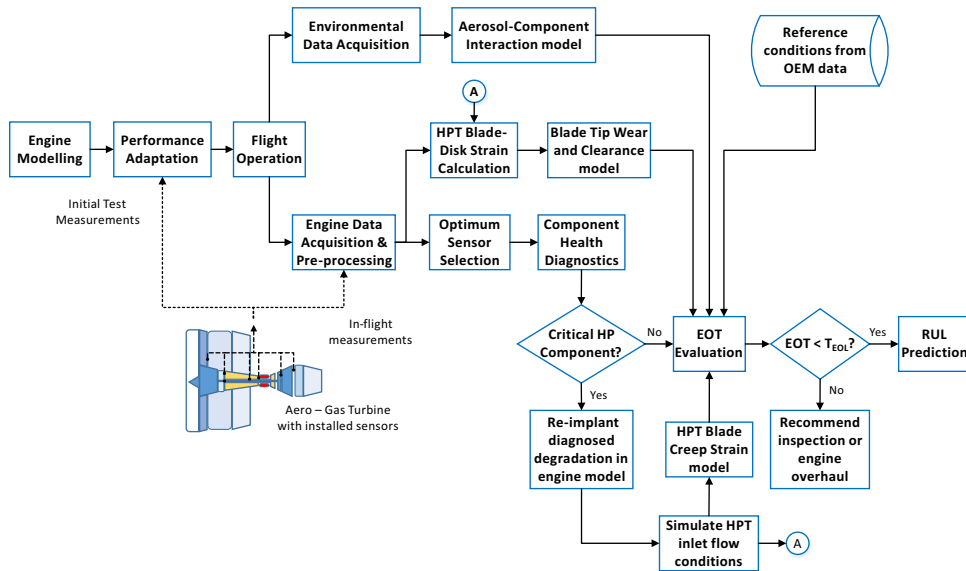 Environmental
Data Acquisition
Aerosol-Component
Interaction model
Reference
conditions from
OEM data
A
Engine
Modelling
Performance
Adaptation
Flight
Operation
HPT Blade-
Disk Strain
Calculation
Blade Tip Wear
and Clearance
model
Initial Test
Measurements
Engine Data
Acquisition &
Pre-processing
Optimum
Sensor
Selection
Component
Health
Diagnostics
In-flight
measurements
Critical HP
Component?
No
EOT
Evaluation
EOT < T_EOL?
Yes
RUL
Prediction
Yes
No
Aero – Gas Turbine
with installed sensors
Re-implant
diagnosed
degradation in
engine model
HPT Blade
Creep Strain
model
Recommend
inspection or
engine
overhaul
Simulate HPT
inlet flow
conditions
A